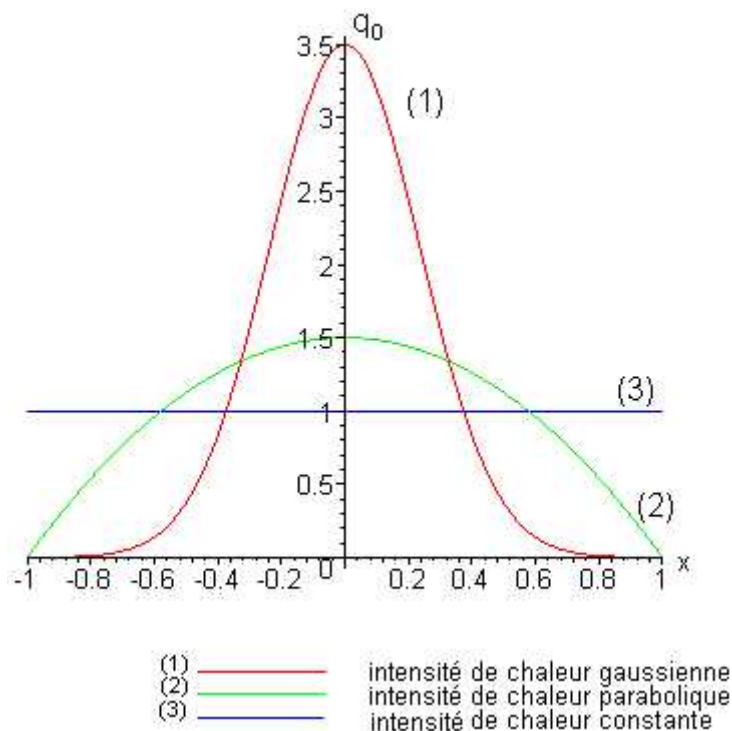 q0
3.5
(1)
3
2.5
2
1.5
(3)
1
0.5
(2)
0
-1 -0.8 -0.6 -0.4 -0.2 0.2 0.4 0.6 0.8 1 x
(1) intensité de chaleur gaussienne
(2) intensité de chaleur parabolique
(3) intensité de chaleur constante